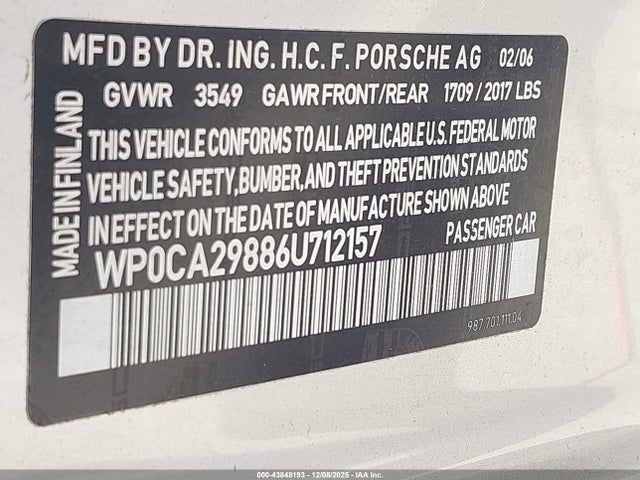 MFD BY DR. ING. H.C. F. PORSCHE AG 02/06
GVWR 3549 GAWR FRONT/REAR 1709 / 2017 LBS
MADE IN FINLAND
THIS VEHICLE CONFORMS TO ALL APPLICABLE U.S. FEDERAL MOTOR
VEHICLE SAFETY, BUMBER, AND THEFT PREVENTION STANDARDS
IN EFFECT ON THE DATE OF MANUFACTURE SHOWN ABOVE
WP0CA29886U712157 PASSENGER CAR
987.701.111.04
000-43848193 - 12/08/2025 - IAA Inc.